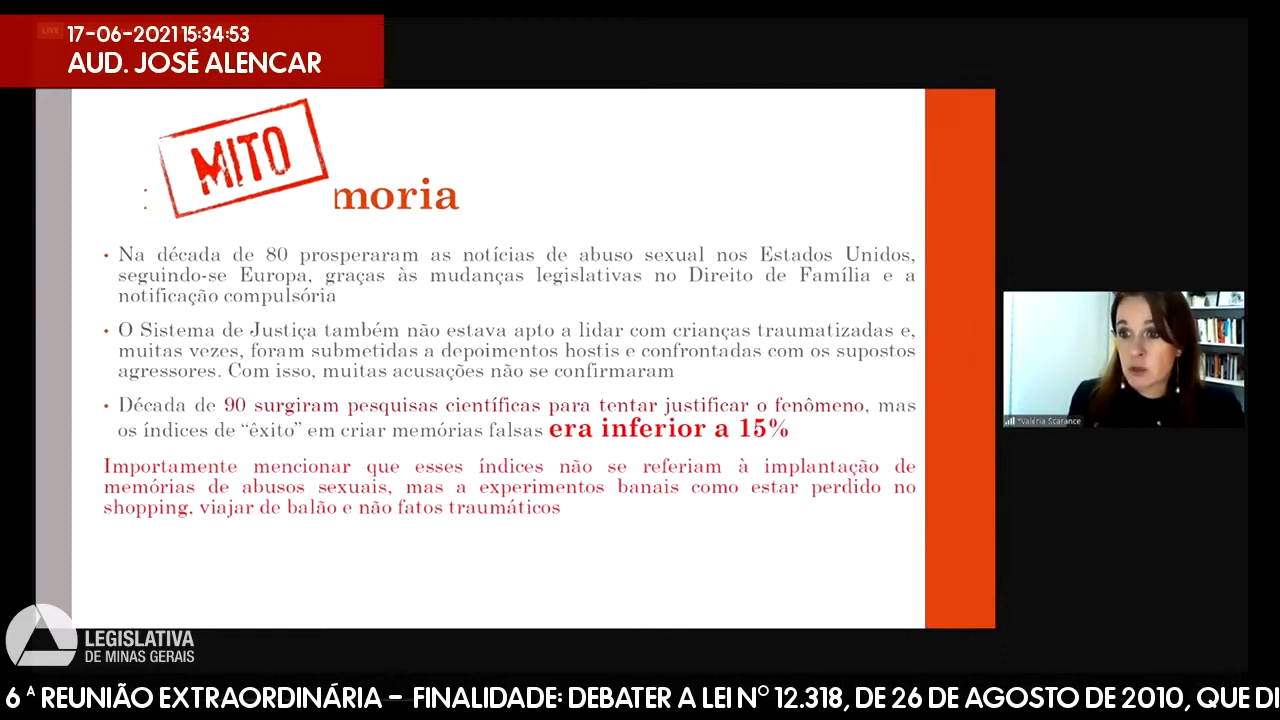 LIVE
17-06-2021 15:34:53
AUD. JOSÉ ALENCAR
MITO
: moria
• Na década de 80 prosperaram as notícias de abuso sexual nos Estados Unidos,
seguindo-se Europa, graças às mudanças legislativas no Direito de Família e a
notificação compulsória
• O Sistema de Justiça também não estava apto a lidar com crianças traumatizadas e,
muitas vezes, foram submetidas a depoimentos hostis e confrontadas com os supostos
agressores. Com isso, muitas acusações não se confirmaram
• Década de 90 surgiram pesquisas científicas para tentar justificar o fenômeno, mas
os índices de “êxito” em criar memórias falsas era inferior a 15%
Importamente mencionar que esses índices não se referiam à implantação de
memórias de abusos sexuais, mas a experimentos banais como estar perdido no
shopping, viajar de balão e não fatos traumáticos
*Valéria Scarance
LEGISLATIVA
DE MINAS GERAIS
6ª REUNIÃO EXTRAORDINÁRIA – FINALIDADE: DEBATER A LEI Nº 12.318, DE 26 DE AGOSTO DE 2010, QUE DI